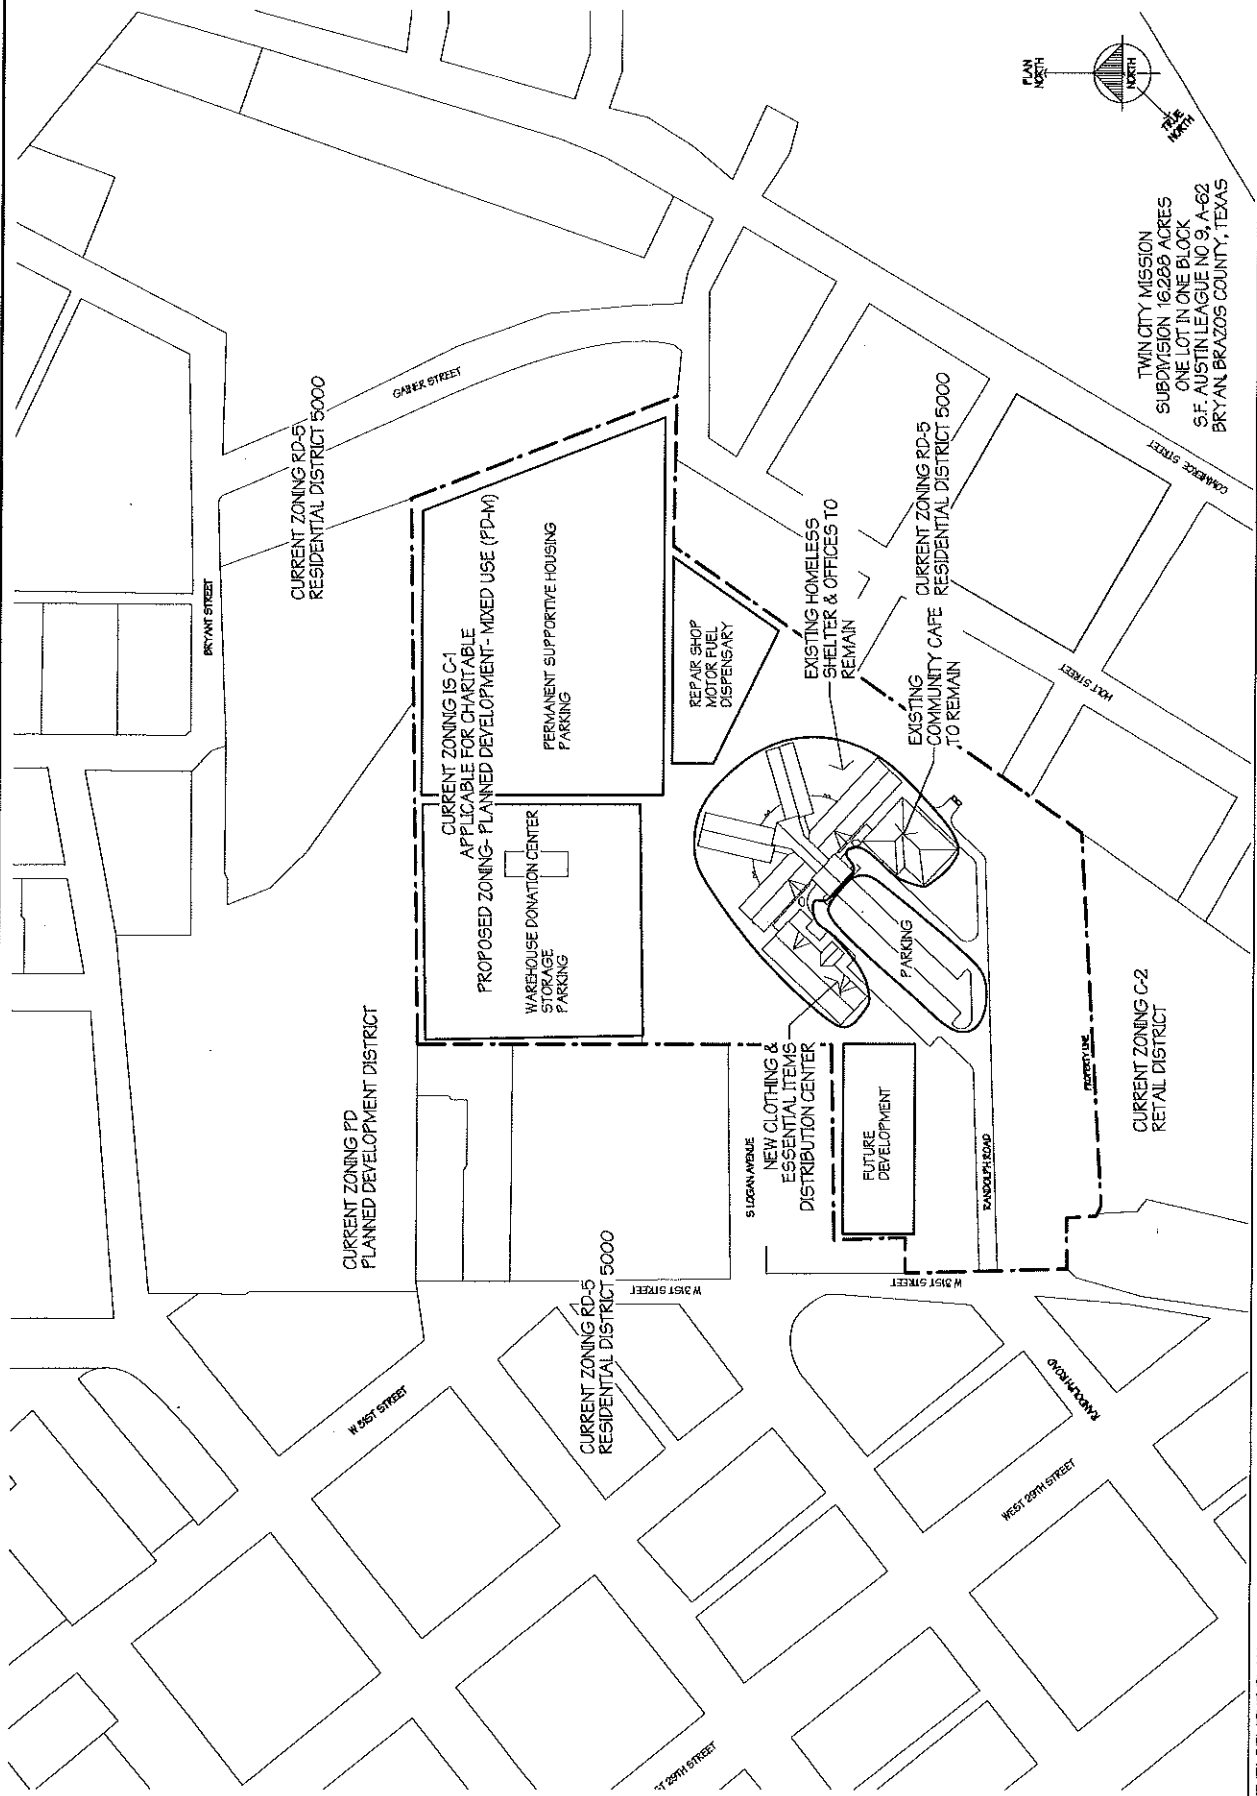 PLAN
NORTH
NORTH
TRUE
NORTH
TWIN CITY MISSION
SUBDIVISION 16.288 ACRES
ONE LOT IN ONE BLOCK
S.F. AUSTIN LEAGUE NO 9, A-62
BRYAN, BRAZOS COUNTY, TEXAS
BRYANT STREET
CURRENT ZONING RD-5
RESIDENTIAL DISTRICT 5000
GAINER STREET
CURRENT ZONING PD
PLANNED DEVELOPMENT DISTRICT
CURRENT ZONING IS C-1
APPLICABLE FOR CHARITABLE
PROPOSED ZONING- PLANNED DEVELOPMENT- MIXED USE (PD-M)
PERMANENT SUPPORTIVE HOUSING
PARKING
WAREHOUSE DONATION CENTER
STORAGE
PARKING
REPAIR SHOP
MOTOR FUEL
DISPENSARY
EXISTING HOMELESS
SHELTER & OFFICES TO
REMAIN
EXISTING
COMMUNITY CAFE
TO REMAIN
CURRENT ZONING RD-5
RESIDENTIAL DISTRICT 5000
COMMERCE STREET
HOLT STREET
PARKING
NEW CLOTHING &
ESSENTIAL ITEMS
DISTRIBUTION CENTER
FUTURE
DEVELOPMENT
S LOGAN AVENUE
RANDOLPH ROAD
PROPERTY LINE
CURRENT ZONING C-2
RETAIL DISTRICT
W 31ST STREET
W 31ST STREET
W 31ST STREET
CURRENT ZONING RD-5
RESIDENTIAL DISTRICT 5000
RANDOLPH ROAD
WEST 29TH STREET
ST 29TH STREET